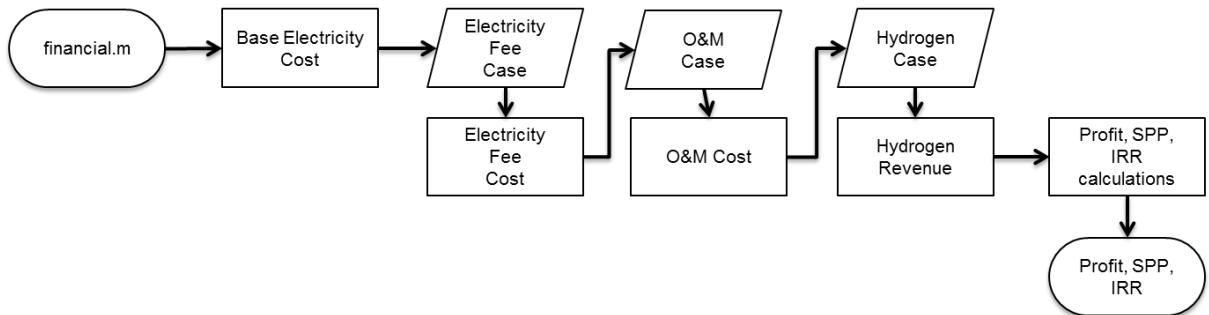 financial.m
Base Electricity
Cost
Electricity
Fee
Case
Electricity
Fee
Cost
O&M
Case
O&M Cost
Hydrogen
Case
Hydrogen
Revenue
Profit, SPP,
IRR
calculations
Profit, SPP,
IRR